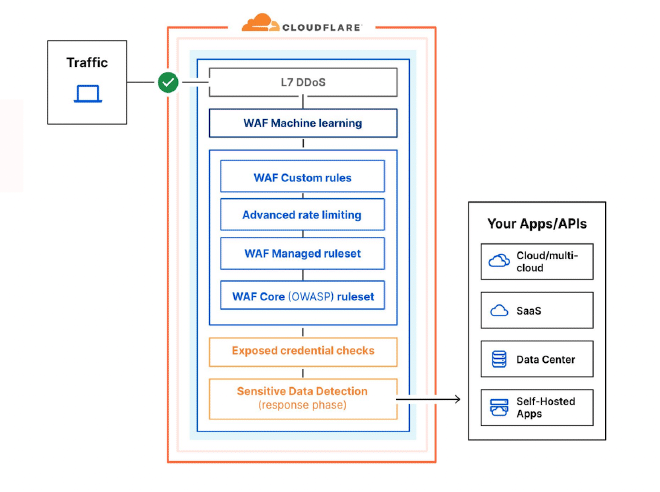 CLOUDFLARE
Traffic
L7 DDoS
WAF Machine learning
WAF Custom rules
Advanced rate limiting
WAF Managed ruleset
WAF Core (OWASP) ruleset
Exposed credential checks
Sensitive Data Detection
(response phase)
Your Apps/APIs
Cloud/multi-
cloud
SaaS
Data Center
Self-Hosted
Apps